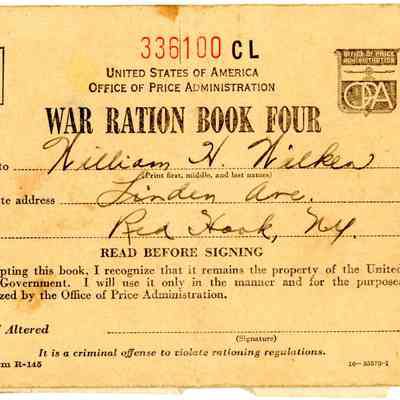 336100 CL
UNITED STATES OF AMERICA
OFFICE OF PRICE ADMINISTRATION
OFFICE OF PRICE
ADMINISTRATION
OPA
WAR RATION BOOK FOUR
to William H. Wilken
(Print first, middle, and last names)
te address Linden Ave.
Red Hook, N.Y.
READ BEFORE SIGNING
pting this book, I recognize that it remains the property of the United
Government. I will use it only in the manner and for the purposes
ized by the Office of Price Administration.
Altered
(Signature)
It is a criminal offense to violate rationing regulations.
rm R-145
16—35570-1